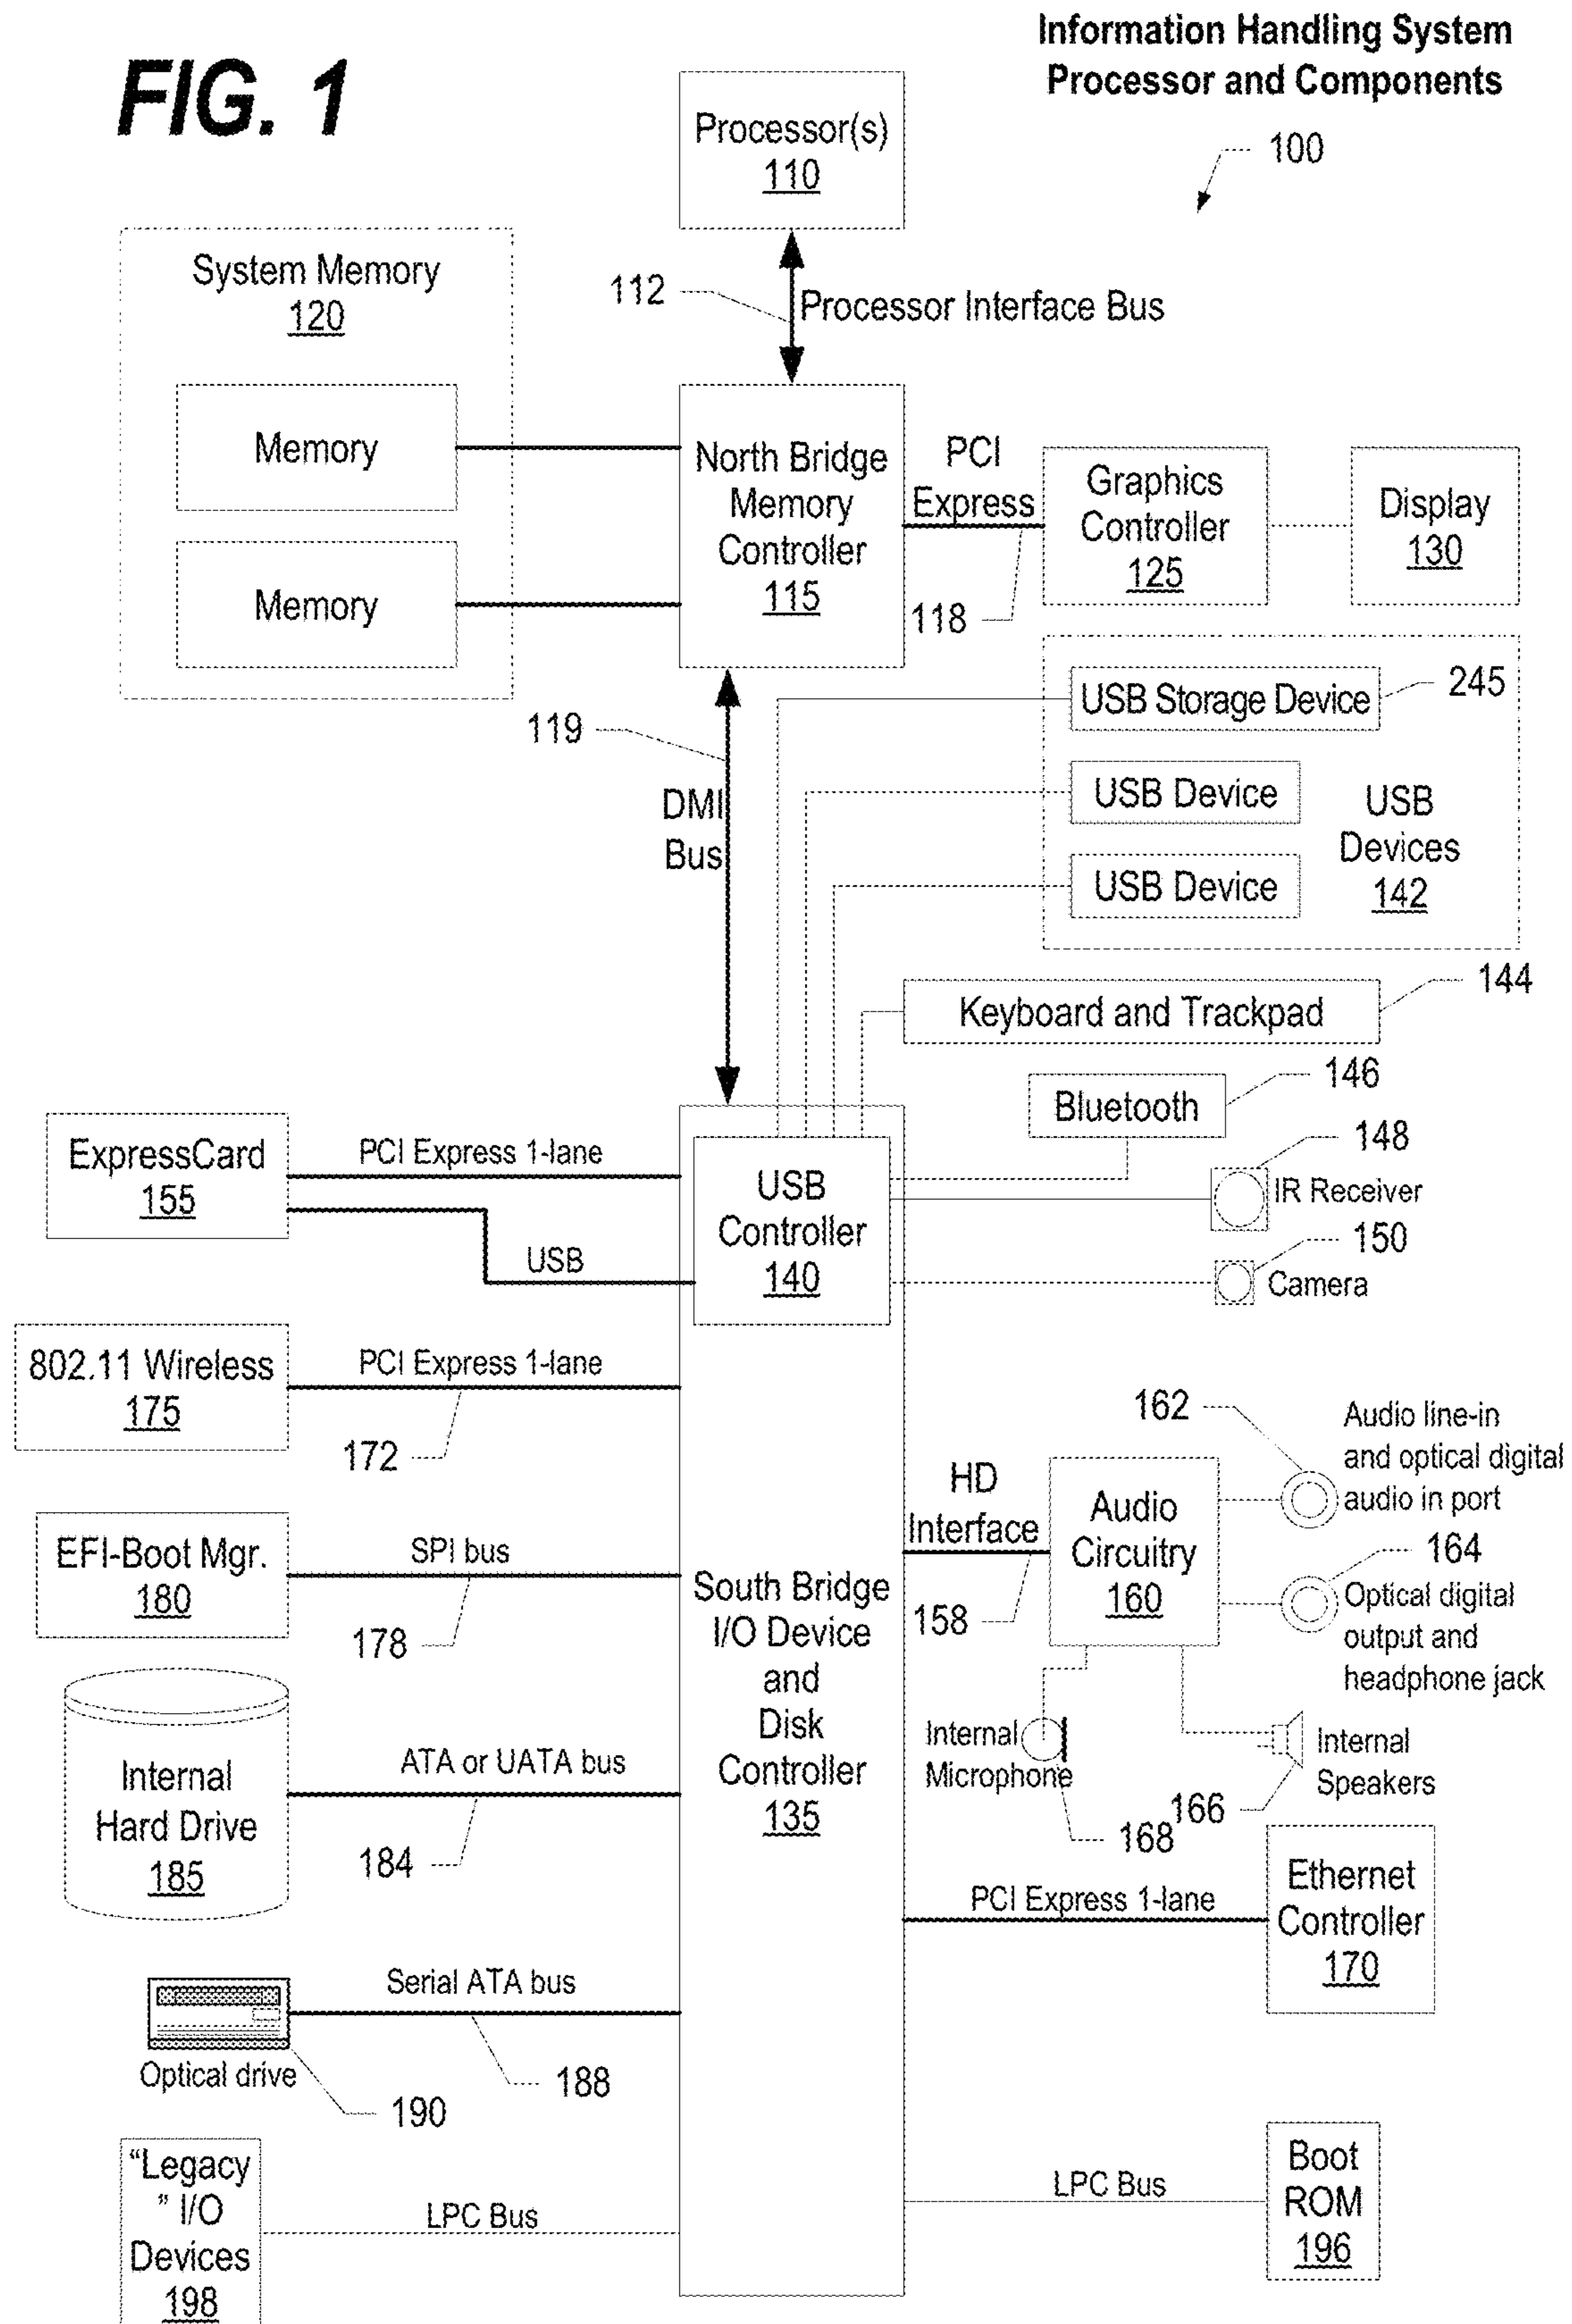 FIG. 1
Information Handling System
Processor and Components
100
Processor(s)
110
112
Processor Interface Bus
System Memory
120
Memory
Memory
North Bridge
Memory
Controller
115
PCI
Express
118
Graphics
Controller
125
Display
130
119
DMI
Bus
USB Storage Device
245
USB Device
USB Device
USB
Devices
142
Keyboard and Trackpad
144
Bluetooth
146
148
IR Receiver
150
Camera
ExpressCard
155
PCI Express 1-lane
USB
USB
Controller
140
802.11 Wireless
175
PCI Express 1-lane
172
162
Audio line-in
and optical digital
audio in port
HD
Interface
158
Audio
Circuitry
160
164
Optical digital
output and
headphone jack
EFI-Boot Mgr.
180
SPI bus
178
South Bridge
I/O Device
and
Disk
Controller
135
Internal
Microphone
168
Internal
Speakers
166
Internal
Hard Drive
185
ATA or UATA bus
184
PCI Express 1-lane
Ethernet
Controller
170
Serial ATA bus
188
Optical drive
190
"Legacy
" I/O
Devices
198
LPC Bus
LPC Bus
Boot
ROM
196